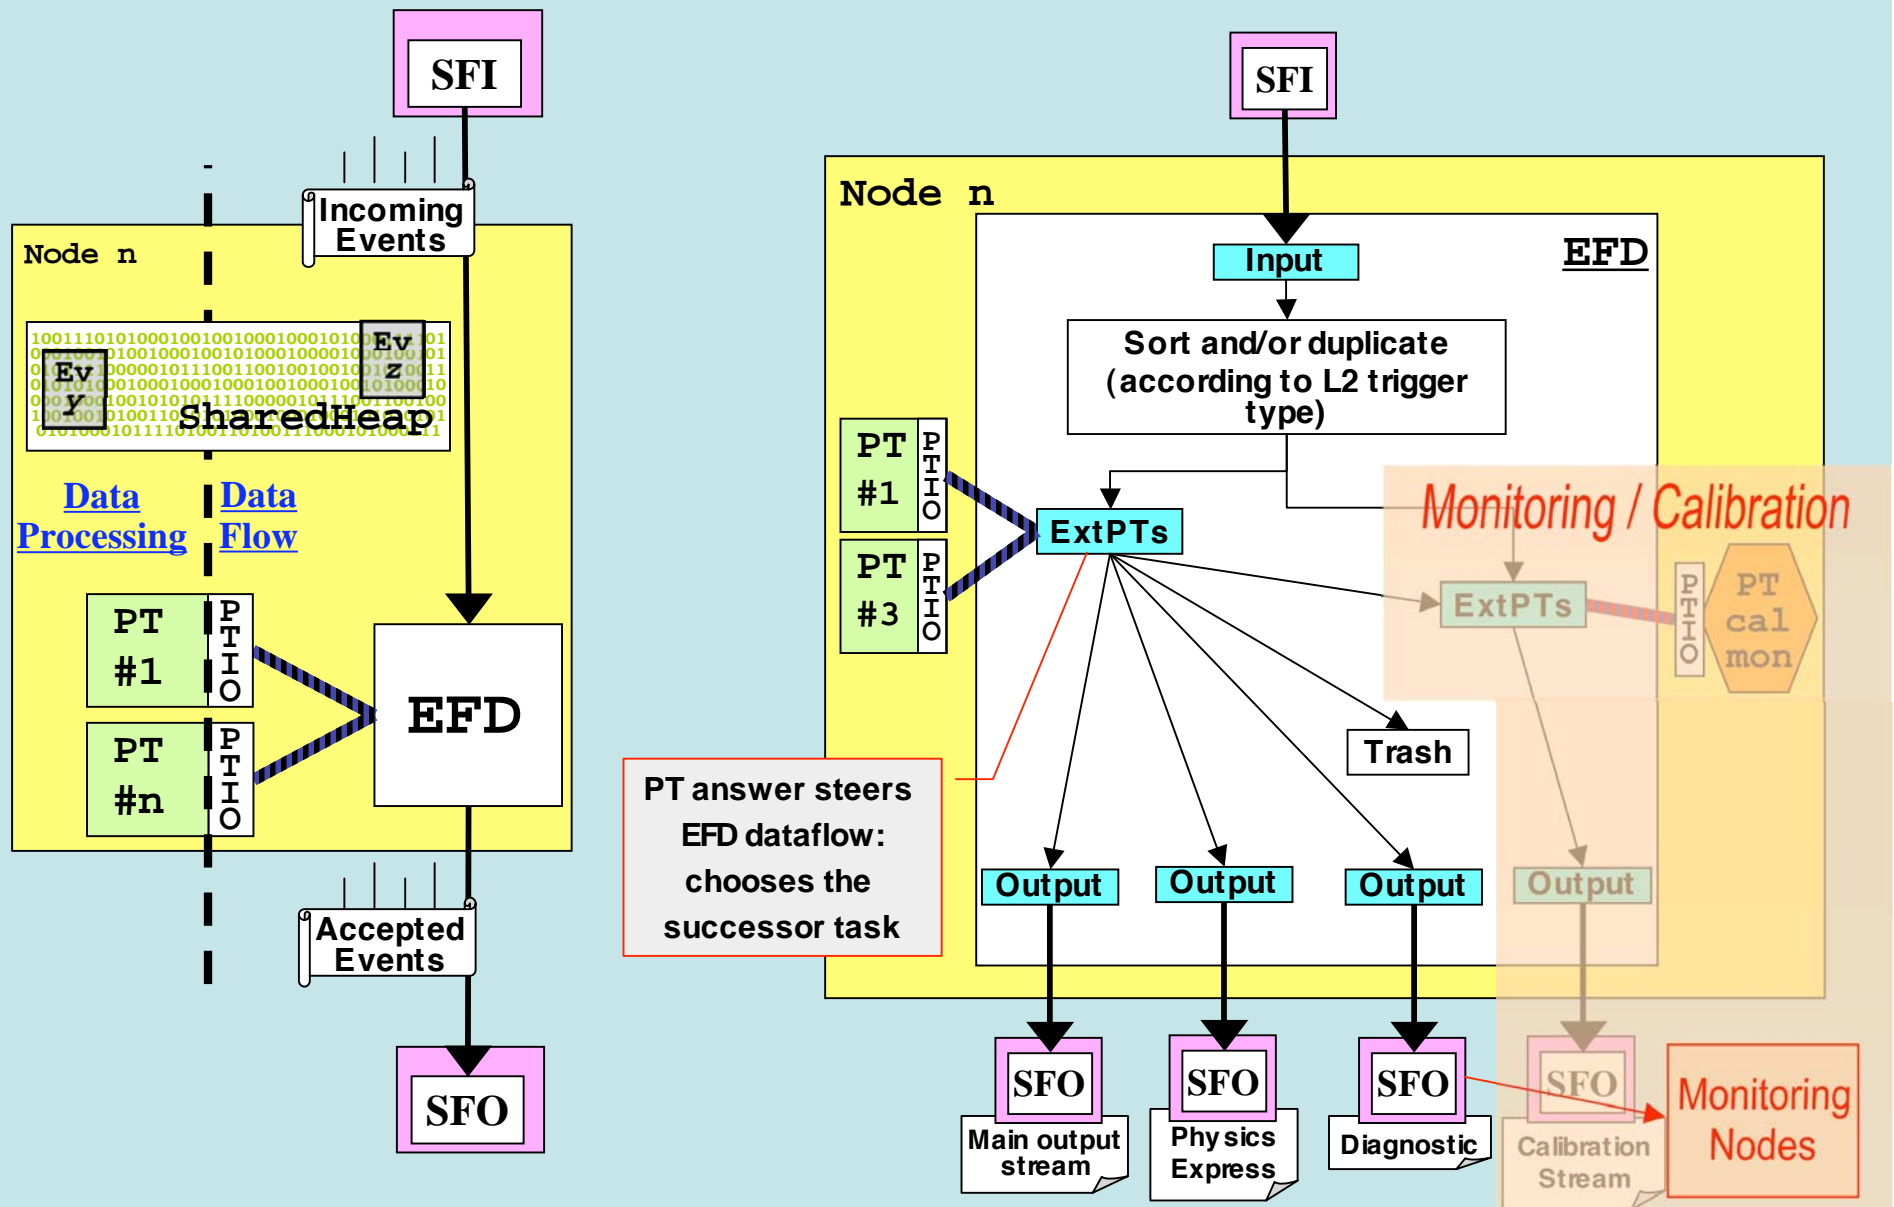 SFI
Incoming
Events
Node n
Ev
y
Ev
z
SharedHeap
Data
Processing
Data
Flow
PT
#1
PTIO
PT
#n
PTIO
EFD
Accepted
Events
SFO
SFI
Node n
EFD
Input
Sort and/or duplicate
(according to L2 trigger
type)
PT
#1
PTIO
PT
#3
PTIO
ExtPTs
Monitoring / Calibration
ExtPTs
PTIO
PT
cal
mon
Trash
PT answer steers
EFD dataflow:
chooses the
successor task
Output
Output
Output
Output
SFO
SFO
SFO
SFO
Main output
stream
Physics
Express
Diagnostic
Calibration
Stream
Monitoring
Nodes